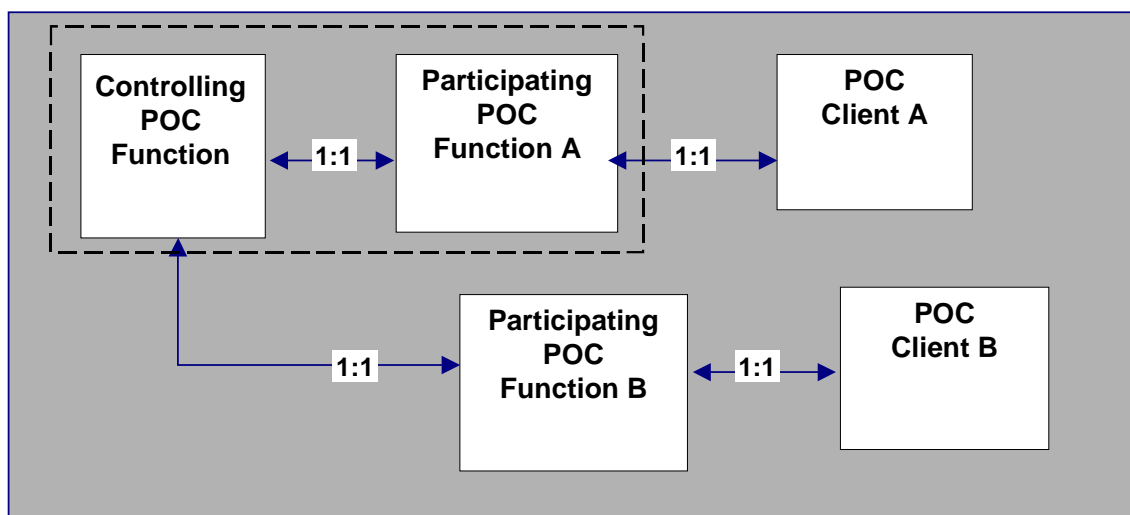 Controlling
POC
Function
1:1
Participating
POC
Function A
1:1
POC
Client A
1:1
Participating
POC
Function B
1:1
POC
Client B